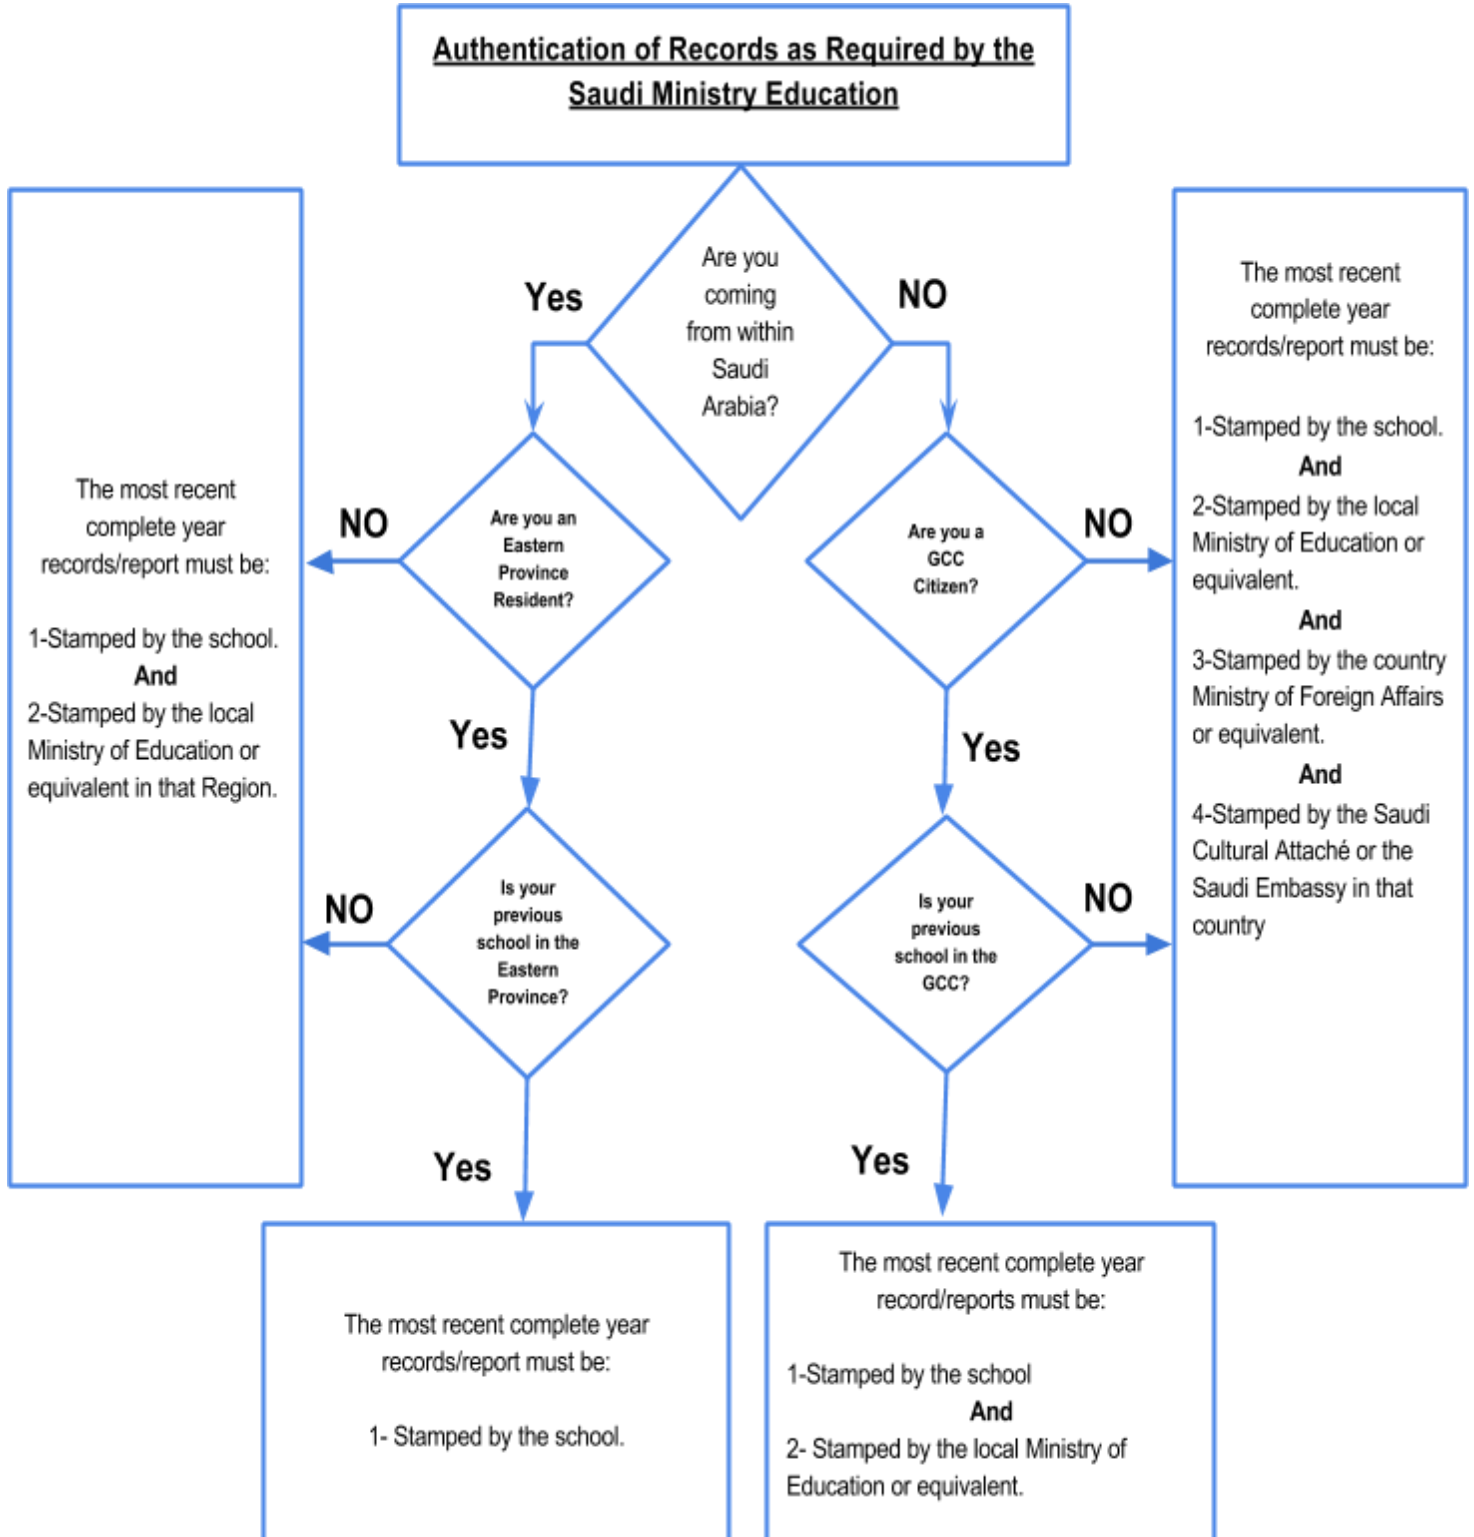 Authentication of Records as Required by the
Saudi Ministry Education
Are you
coming
from within
Saudi
Arabia?
Yes
NO
Are you an
Eastern
Province
Resident?
NO
Yes
Are you a
GCC
Citizen?
NO
Yes
Is your
previous
school in the
Eastern
Province?
NO
Yes
Is your
previous
school in the
GCC?
NO
Yes
The most recent
complete year
records/report must be:
1-Stamped by the school.
And
2-Stamped by the local
Ministry of Education or
equivalent in that Region.
The most recent
complete year
records/report must be:
1-Stamped by the school.
And
2-Stamped by the local
Ministry of Education or
equivalent.
And
3-Stamped by the country
Ministry of Foreign Affairs
or equivalent.
And
4-Stamped by the Saudi
Cultural Attaché or the
Saudi Embassy in that
country
The most recent complete year
records/report must be:
1- Stamped by the school.
The most recent complete year
record/reports must be:
1-Stamped by the school
And
2- Stamped by the local Ministry of
Education or equivalent.